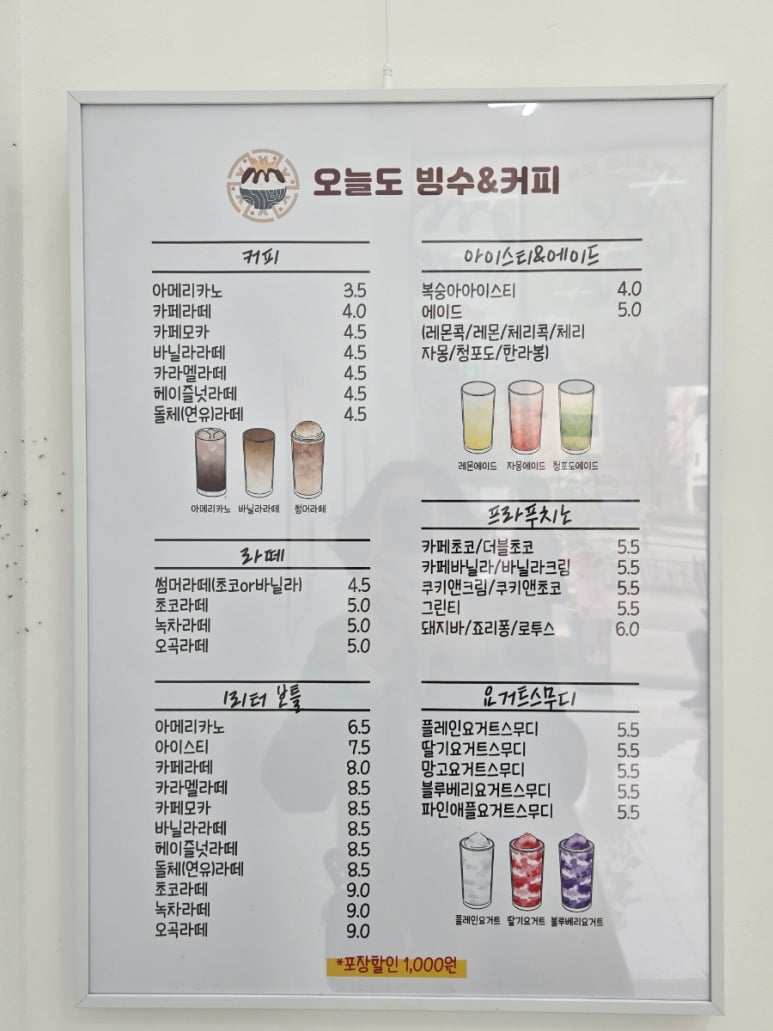 오늘도 빙수&커피
커피
아메리카노 3.5
카페라떼 4.0
카페모카 4.5
바닐라라떼 4.5
카라멜라떼 4.5
헤이즐넛라떼 4.5
돌체(연유)라떼 4.5
아메리카노 바닐라라떼 썸머라떼
라떼
썸머라떼(초코or바닐라) 4.5
초코라떼 5.0
녹차라떼 5.0
오곡라떼 5.0
1리터 보틀
아메리카노 6.5
아이스티 7.5
카페라떼 8.0
카라멜라떼 8.5
카페모카 8.5
바닐라라떼 8.5
헤이즐넛라떼 8.5
돌체(연유)라떼 8.5
초코라떼 9.0
녹차라떼 9.0
오곡라떼 9.0
아이스티&에이드
복숭아아이스티 4.0
에이드 5.0
(레몬콕/레몬/체리콕/체리
자몽/청포도/한라봉)
레몬에이드 자몽에이드 청포도에이드
프라푸치노
카페초코/더블초코 5.5
카페바닐라/바닐라크림 5.5
쿠키앤크림/쿠키앤초코 5.5
그린티 5.5
돼지바/죠리퐁/로투스 6.0
요거트스무디
플레인요거트스무디 5.5
딸기요거트스무디 5.5
망고요거트스무디 5.5
블루베리요거트스무디 5.5
파인애플요거트스무디 5.5
플레인요거트 딸기요거트 블루베리요거트
*포장할인 1,000원